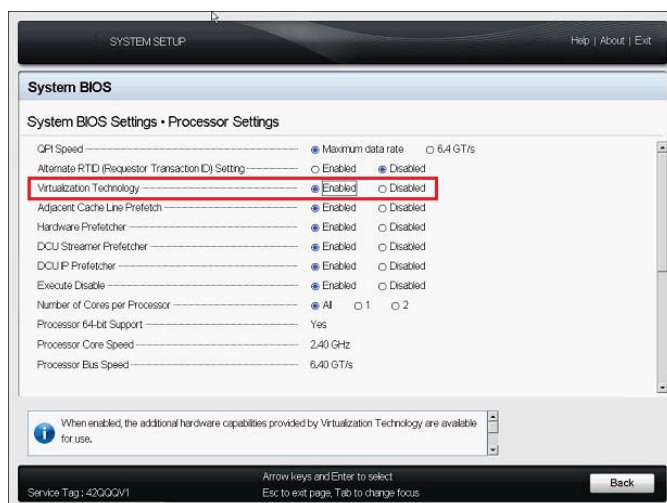 SYSTEM SETUP
Help | About | Exit
System BIOS
System BIOS Settings • Processor Settings
QPI Speed Maximum data rate 6.4 GT/s
Alternate RTID (Requestor Transaction ID) Setting Enabled Disabled
Virtualization Technology Enabled Disabled
Adjacent Cache Line Prefetch Enabled Disabled
Hardware Prefetcher Enabled Disabled
DCU Streamer Prefetcher Enabled Disabled
DCU IP Prefetcher Enabled Disabled
Execute Disable Enabled Disabled
Number of Cores per Processor All 1 2
Processor 64-bit Support Yes
Processor Core Speed 2.40 GHz
Processor Bus Speed 6.40 GT/s
When enabled, the additional hardware capabilities provided by Virtualization Technology are available
for use.
Arrow keys and Enter to select
Service Tag : 42QQQV1 Esc to exit page, Tab to change focus
Back